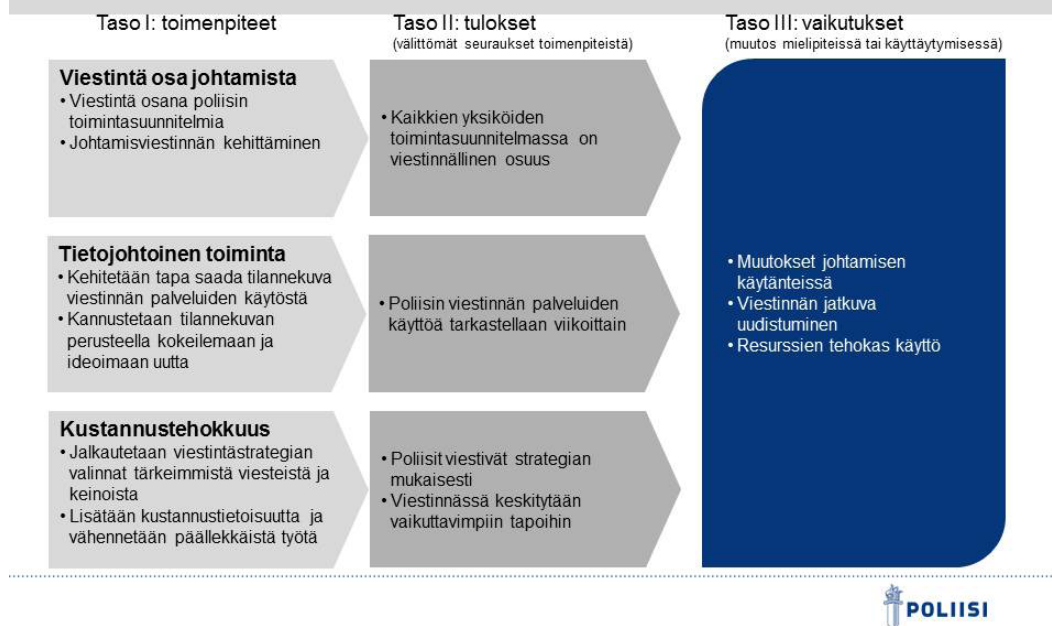 Taso I: toimenpiteet
Taso II: tulokset
(välittömät seuraukset toimenpiteistä)
Taso III: vaikutukset
(muutos mielipiteissä tai käyttäytymisessä)
Viestintä osa johtamista
• Viestintä osana poliisin
toimintasuunnitelmia
• Johtamisviestinnän kehittäminen
• Kaikkien yksiköiden
toimintasuunnitelmassa on
viestinnällinen osuus
Tietojohtoinen toiminta
• Kehitetään tapa saada tilannekuva
viestinnän palveluiden käytöstä
• Kannustetaan tilannekuvan
perusteella kokeilemaan ja
ideoimaan uutta
• Poliisin viestinnän palveluiden
käyttöä tarkastellaan viikoittain
Kustannustehokkuus
• Jalkautetaan viestintästrategian
valinnat tärkeimmistä viesteistä ja
keinoista
• Lisätään kustannustietoisuutta ja
vähennetään päällekkäistä työtä
• Poliisit viestivät strategian
mukaisesti
• Viestinnässä keskitytään
vaikuttavimpiin tapoihin
• Muutokset johtamisen
käytänteissä
• Viestinnän jatkuva
uudistuminen
• Resurssien tehokas käyttö
POLIISI